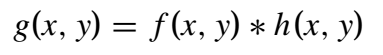 g(x, y) = f(x, y) * h(x, y)